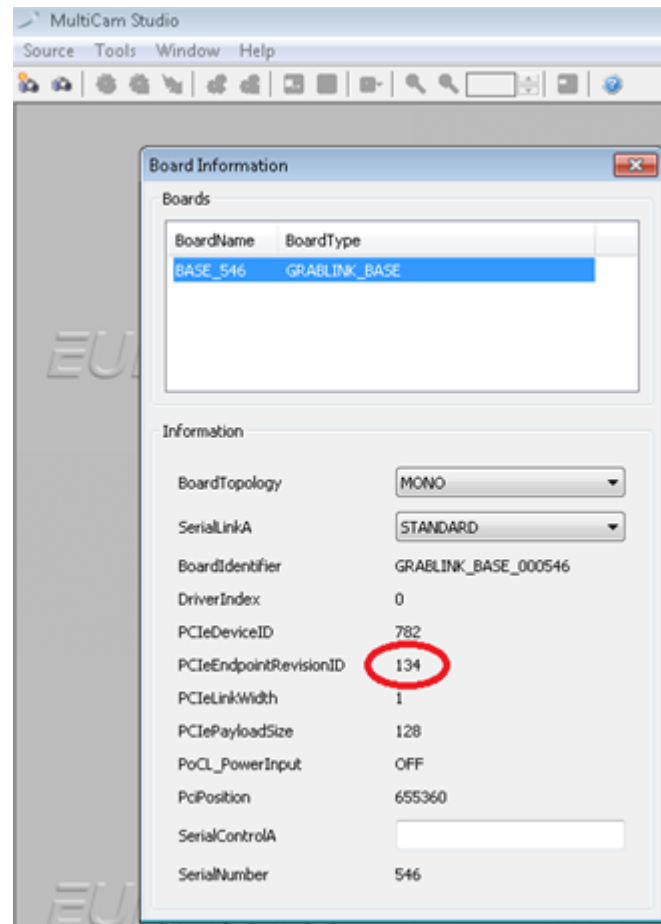 MultiCam Studio
Source Tools Window Help
Board Information
Boards
BoardName BoardType
BASE_546 GRABLINK_BASE
Information
BoardTopology MONO
SerialLinkA STANDARD
BoardIdentifier GRABLINK_BASE_000546
DriverIndex 0
PCIeDeviceID 782
PCIeEndpointRevisionID 134
PCIeLinkWidth 1
PCIePayloadSize 128
PoCL_PowerInput OFF
PciPosition 655360
SerialControlA
SerialNumber 546